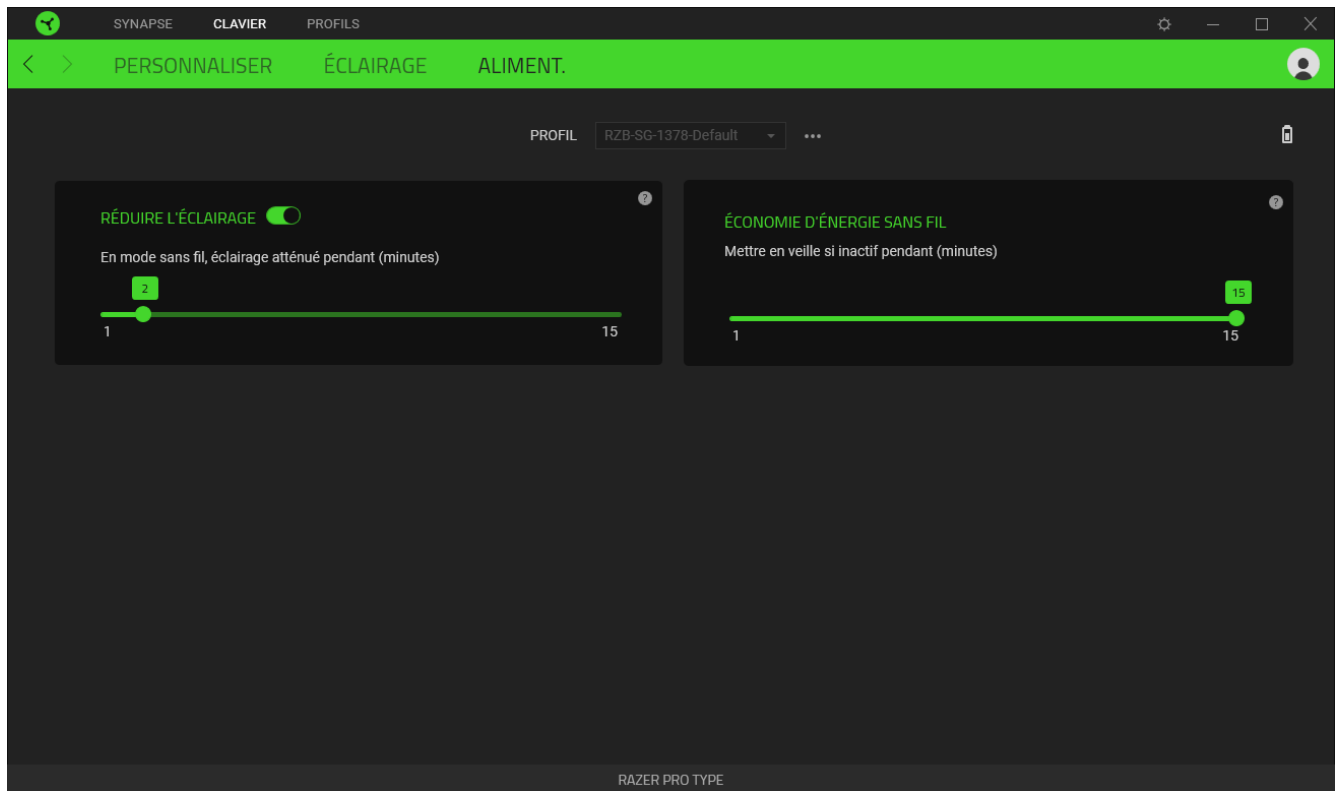 SYNAPSE CLAVIER PROFILS
PERSONNALISER ÉCLAIRAGE ALIMENT.
PROFIL RZB-SG-1378-Default
RÉDUIRE L'ÉCLAIRAGE
En mode sans fil, éclairage atténué pendant (minutes)
2
1 15
ÉCONOMIE D'ÉNERGIE SANS FIL
Mettre en veille si inactif pendant (minutes)
15
1 15
RAZER PRO TYPE